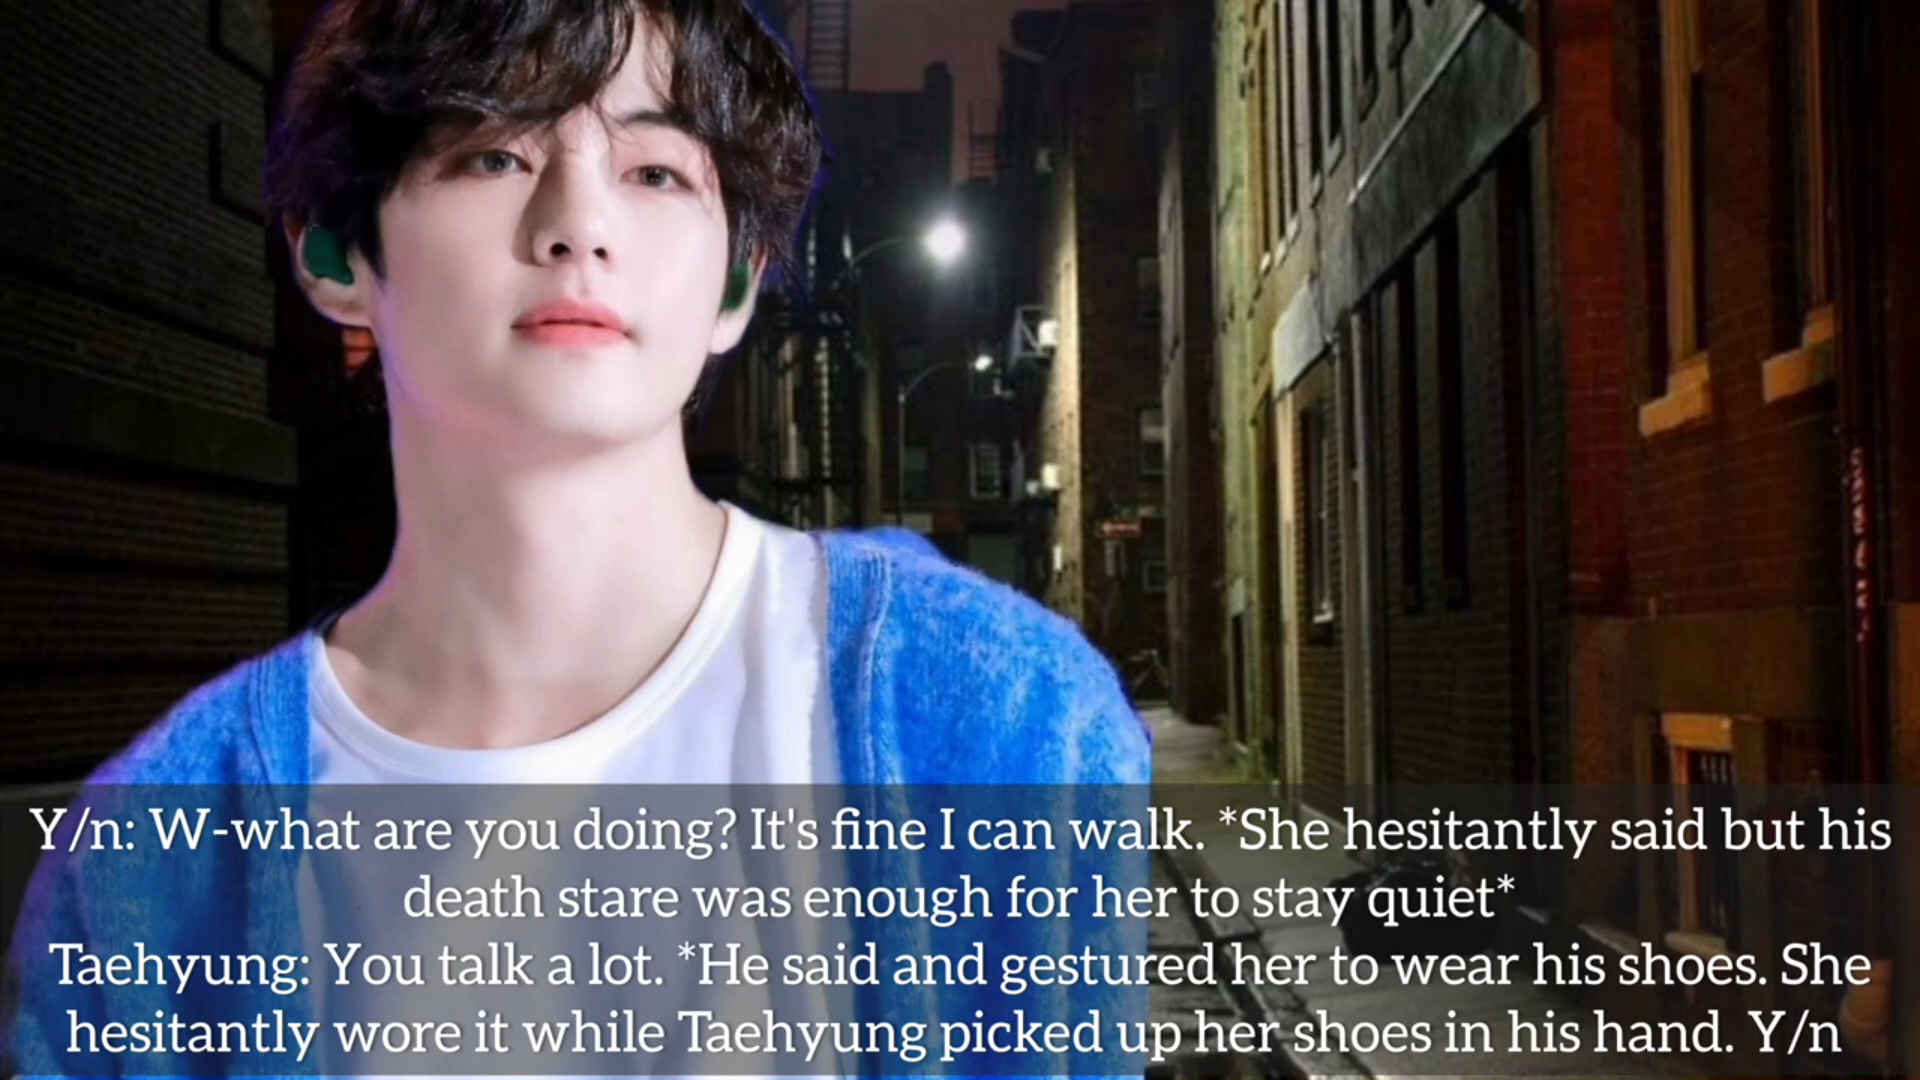 Y/n: W-what are you doing? It's fine I can walk. *She hesitantly said but his
death stare was enough for her to stay quiet*
Taehyung: You talk a lot. *He said and gestured her to wear his shoes. She
hesitantly wore it while Taehyung picked up her shoes in his hand. Y/n